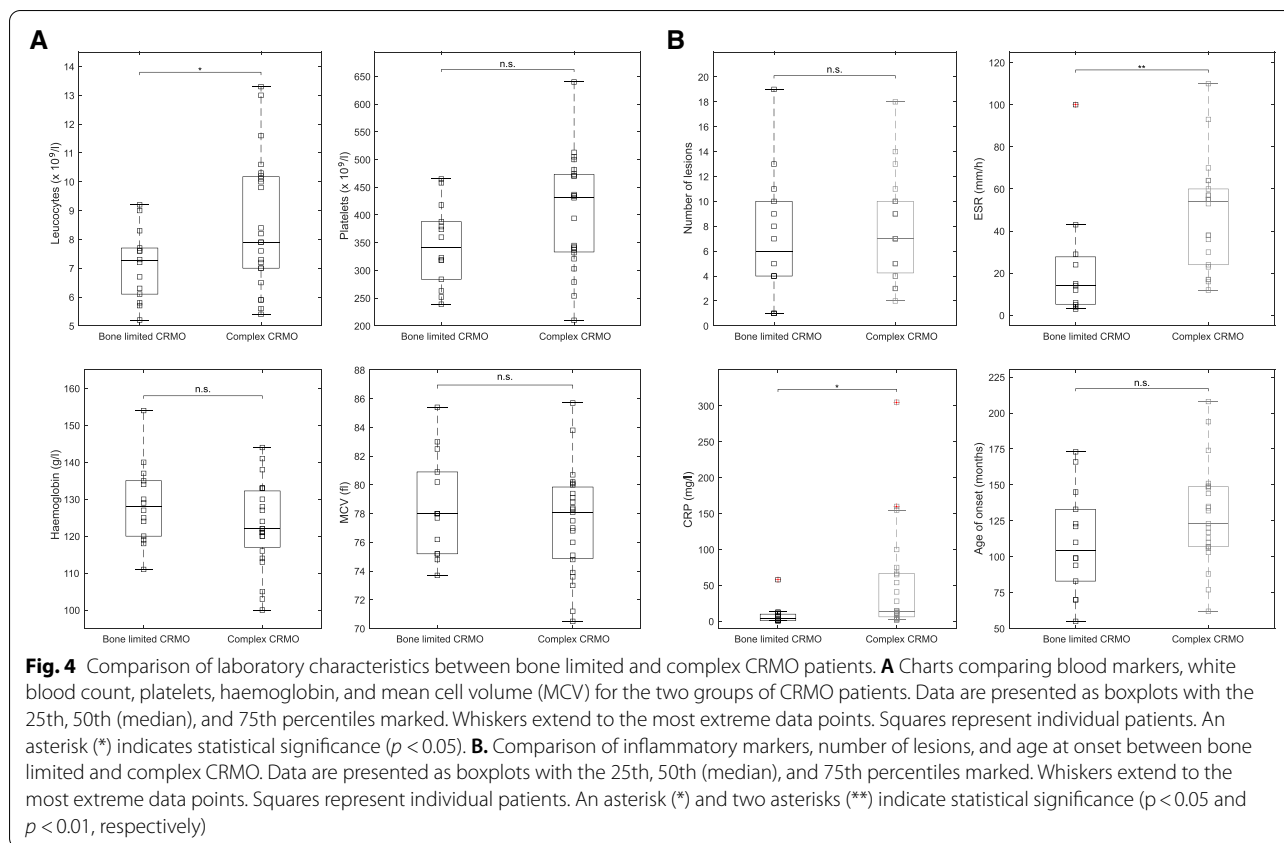 A
B
14
13
12
11
10
9
8
7
6
5
Leucocytes (x 10^9/l)
*
Bone limited CRMO
Complex CRMO
650
600
550
500
450
400
350
300
250
200
Platelets (x 10^9/l)
n.s.
Bone limited CRMO
Complex CRMO
20
18
16
14
12
10
8
6
4
2
0
Number of lesions
n.s.
Bone limited CRMO
Complex CRMO
120
100
80
60
40
20
0
ESR (mm/h)
**
Bone limited CRMO
Complex CRMO
160
150
140
130
120
110
100
Haemoglobin (g/l)
n.s.
Bone limited CRMO
Complex CRMO
88
86
84
82
80
78
76
74
72
70
MCV (fl)
n.s.
Bone limited CRMO
Complex CRMO
300
250
200
150
100
50
0
CRP (mg/l)
*
Bone limited CRMO
Complex CRMO
225
200
175
150
125
100
75
50
Age of onset (months)
n.s.
Bone limited CRMO
Complex CRMO
Fig. 4 Comparison of laboratory characteristics between bone limited and complex CRMO patients. A Charts comparing blood markers, white
blood count, platelets, haemoglobin, and mean cell volume (MCV) for the two groups of CRMO patients. Data are presented as boxplots with the
25th, 50th (median), and 75th percentiles marked. Whiskers extend to the most extreme data points. Squares represent individual patients. An
asterisk (*) indicates statistical significance (p < 0.05). B. Comparison of inflammatory markers, number of lesions, and age at onset between bone
limited and complex CRMO. Data are presented as boxplots with the 25th, 50th (median), and 75th percentiles marked. Whiskers extend to the
most extreme data points. Squares represent individual patients. An asterisk (*) and two asterisks (**) indicate statistical significance (p < 0.05 and
p < 0.01, respectively)